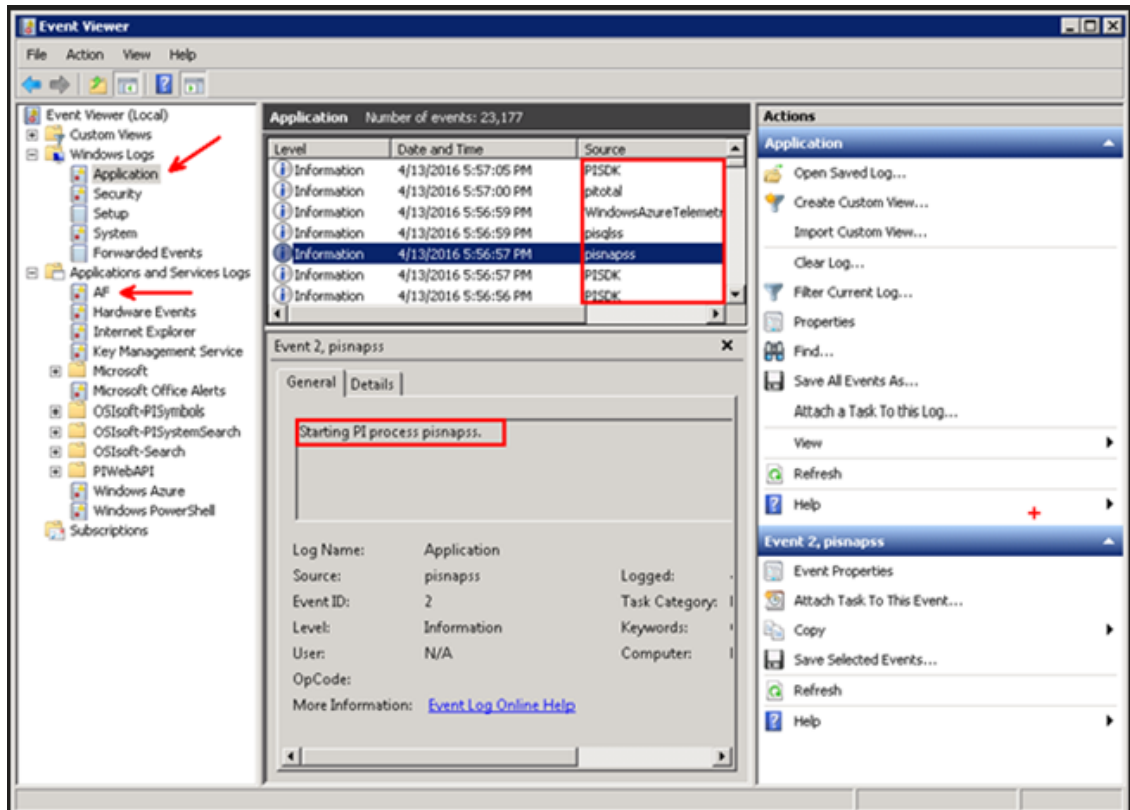 Event Viewer
File Action View Help
Event Viewer (Local)
Custom Views
Windows Logs
Application
Security
Setup
System
Forwarded Events
Applications and Services Logs
AF
Hardware Events
Internet Explorer
Key Management Service
Microsoft
Microsoft Office Alerts
OSIsoft-PISymbols
OSIsoft-PISystemSearch
OSIsoft-Search
PIWebAPI
Windows Azure
Windows PowerShell
Subscriptions
Application Number of events: 23,177
Level Date and Time Source
Information 4/13/2016 5:57:05 PM PISDK
Information 4/13/2016 5:57:00 PM pitotal
Information 4/13/2016 5:56:59 PM WindowsAzureTelemetr
Information 4/13/2016 5:56:59 PM pisqlss
Information 4/13/2016 5:56:57 PM pisnapss
Information 4/13/2016 5:56:57 PM PISDK
Information 4/13/2016 5:56:56 PM PISDK
Event 2, pisnapss
General Details
Starting PI process pisnapss.
Log Name: Application
Source: pisnapss Logged:
Event ID: 2 Task Category:
Level: Information Keywords:
User: N/A Computer:
OpCode:
More Information: Event Log Online Help
Actions
Application
Open Saved Log...
Create Custom View...
Import Custom View...
Clear Log...
Filter Current Log...
Properties
Find...
Save All Events As...
Attach a Task To this Log...
View
Refresh
Help
Event 2, pisnapss
Event Properties
Attach Task To This Event...
Copy
Save Selected Events...
Refresh
Help